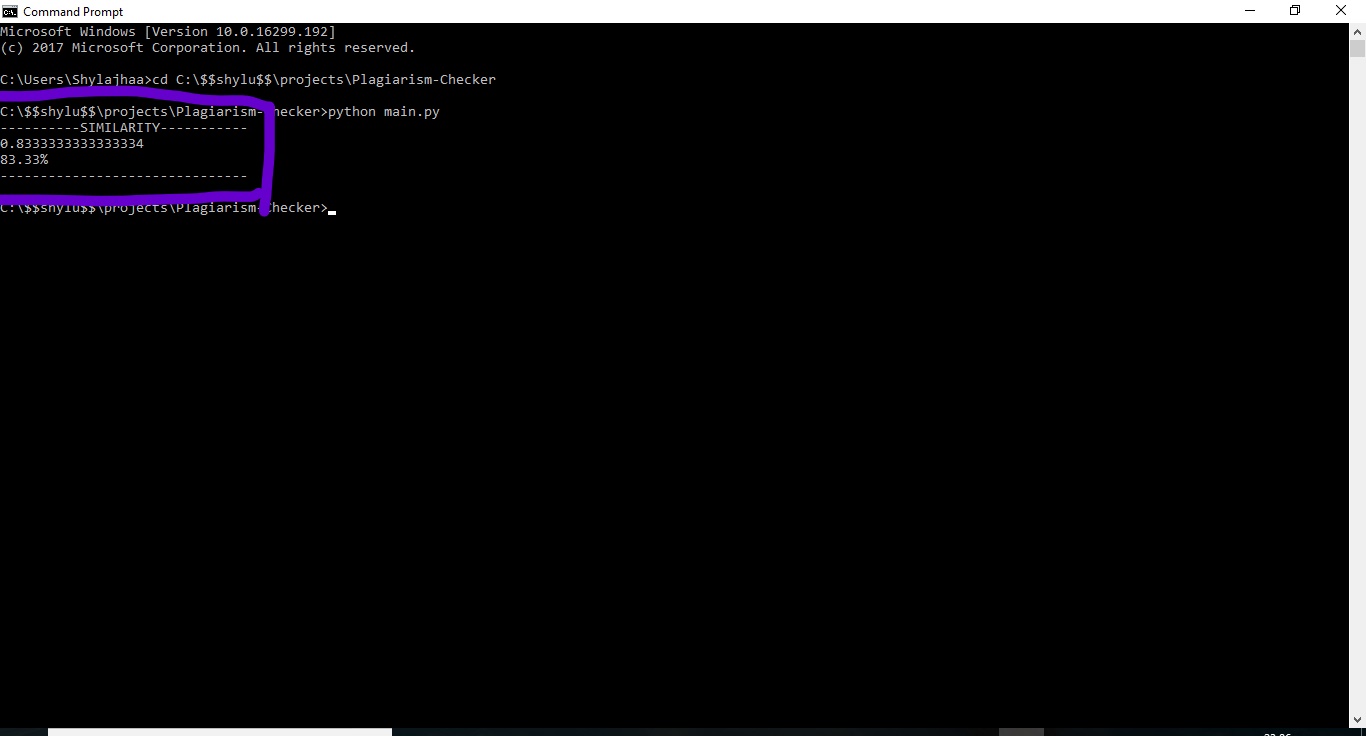 Command Prompt
Microsoft Windows [Version 10.0.16299.192]
(c) 2017 Microsoft Corporation. All rights reserved.
C:\Users\Shylajhaa>cd C:\$$shylu$$\projects\Plagiarism-Checker
C:\$$shylu$$\projects\Plagiarism-Checker>python main.py
----------SIMILARITY-----------
0.8333333333333334
83.33%
-------------------------------
C:\$$shylu$$\projects\Plagiarism-Checker>